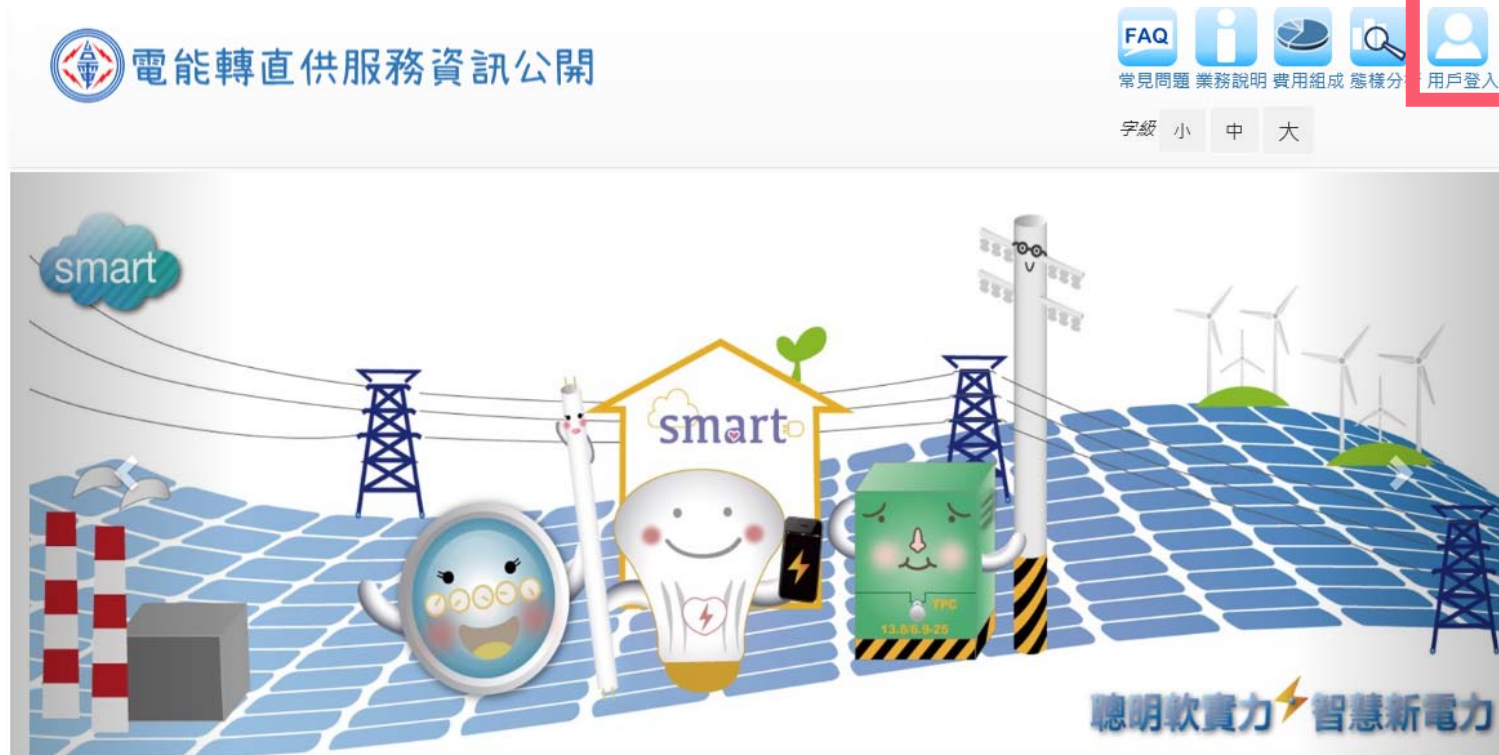 電能轉直供服務資訊公開
FAQ
常見問題 業務說明 費用組成 態樣分析 用戶登入
字級 小 中 大
smart
smart
TPC
13.8/6.9-25
聰明軟實力 智慧新電力